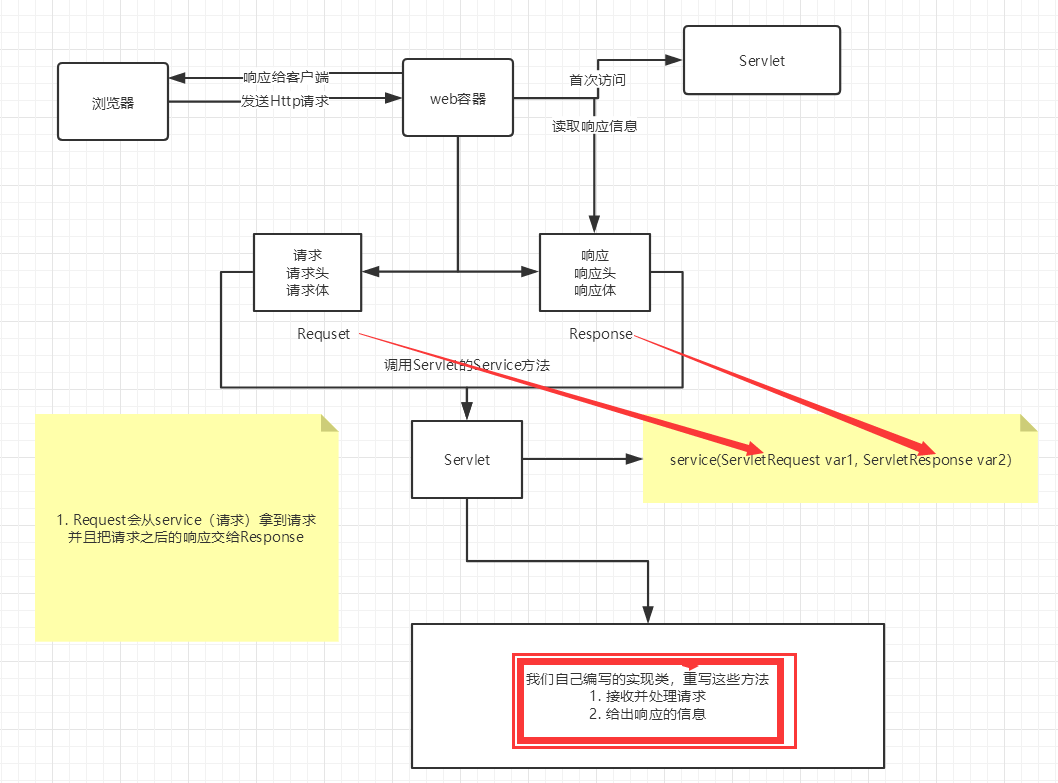 Servlet
响应给客户端
首次访问
浏览器
web容器
发送Http请求
读取响应信息
请求
请求头
请求体
响应
响应头
响应体
Requset
Response
调用Servlet的Service方法
Servlet
service(ServletRequest var1, ServletResponse var2)
1. Request会从service（请求）拿到请求
并且把请求之后的响应交给Response
我们自己编写的实现类，重写这些方法
1. 接收并处理请求
2. 给出响应的信息